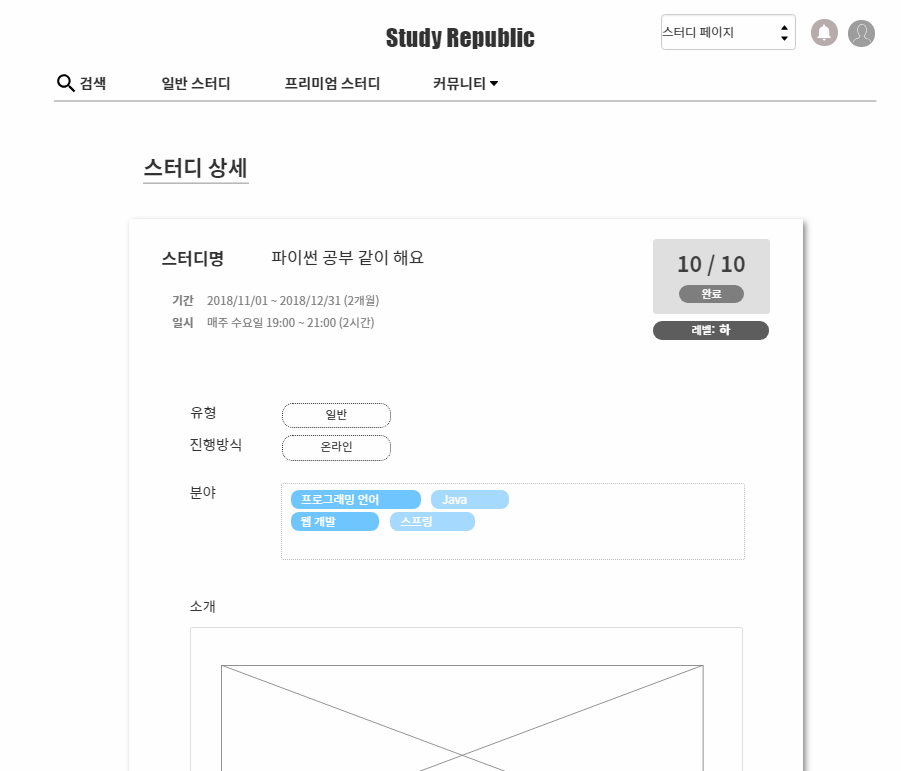 Study Republic
스터디 페이지
검색 일반 스터디 프리미엄 스터디 커뮤니티
스터디 상세
스터디명 파이썬 공부 같이 해요
10 / 10
완료
기간 2018/11/01 ~ 2018/12/31 (2개월)
일시 매주 수요일 19:00 ~ 21:00 (2시간)
레벨: 하
유형 일반
진행방식 온라인
분야 프로그래밍 언어 Java
웹 개발 스프링
소개